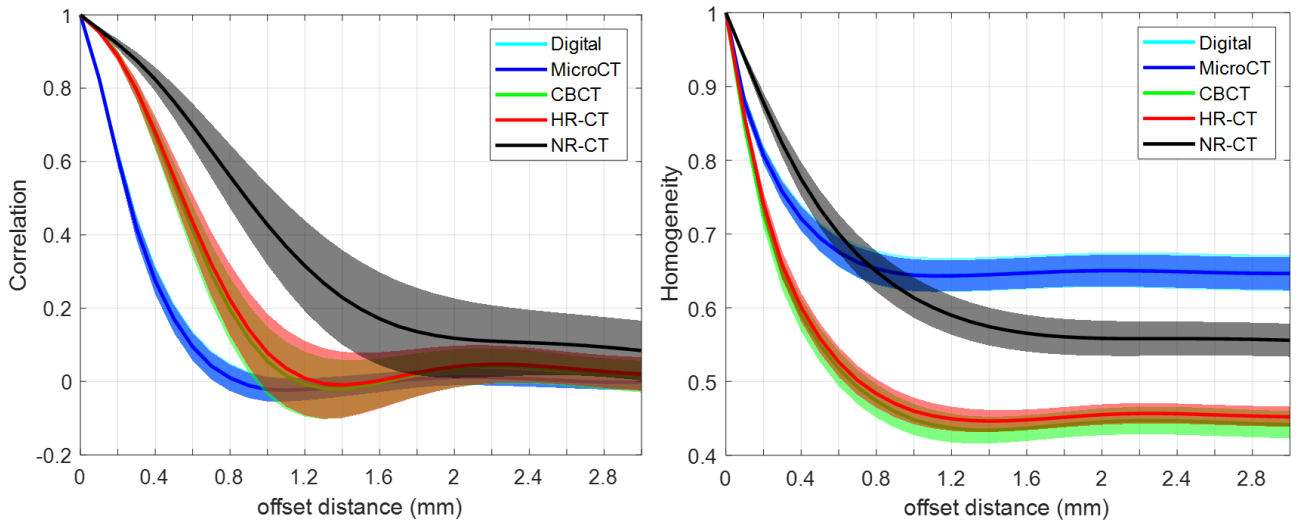 1
0.8
0.6
0.4
0.2
0
-0.2
Correlation
0 0.4 0.8 1.2 1.6 2 2.4 2.8
offset distance (mm)
Digital
MicroCT
CBCT
HR-CT
NR-CT
1
0.9
0.8
0.7
0.6
0.5
0.4
Homogeneity
0 0.4 0.8 1.2 1.6 2 2.4 2.8
offset distance (mm)
Digital
MicroCT
CBCT
HR-CT
NR-CT